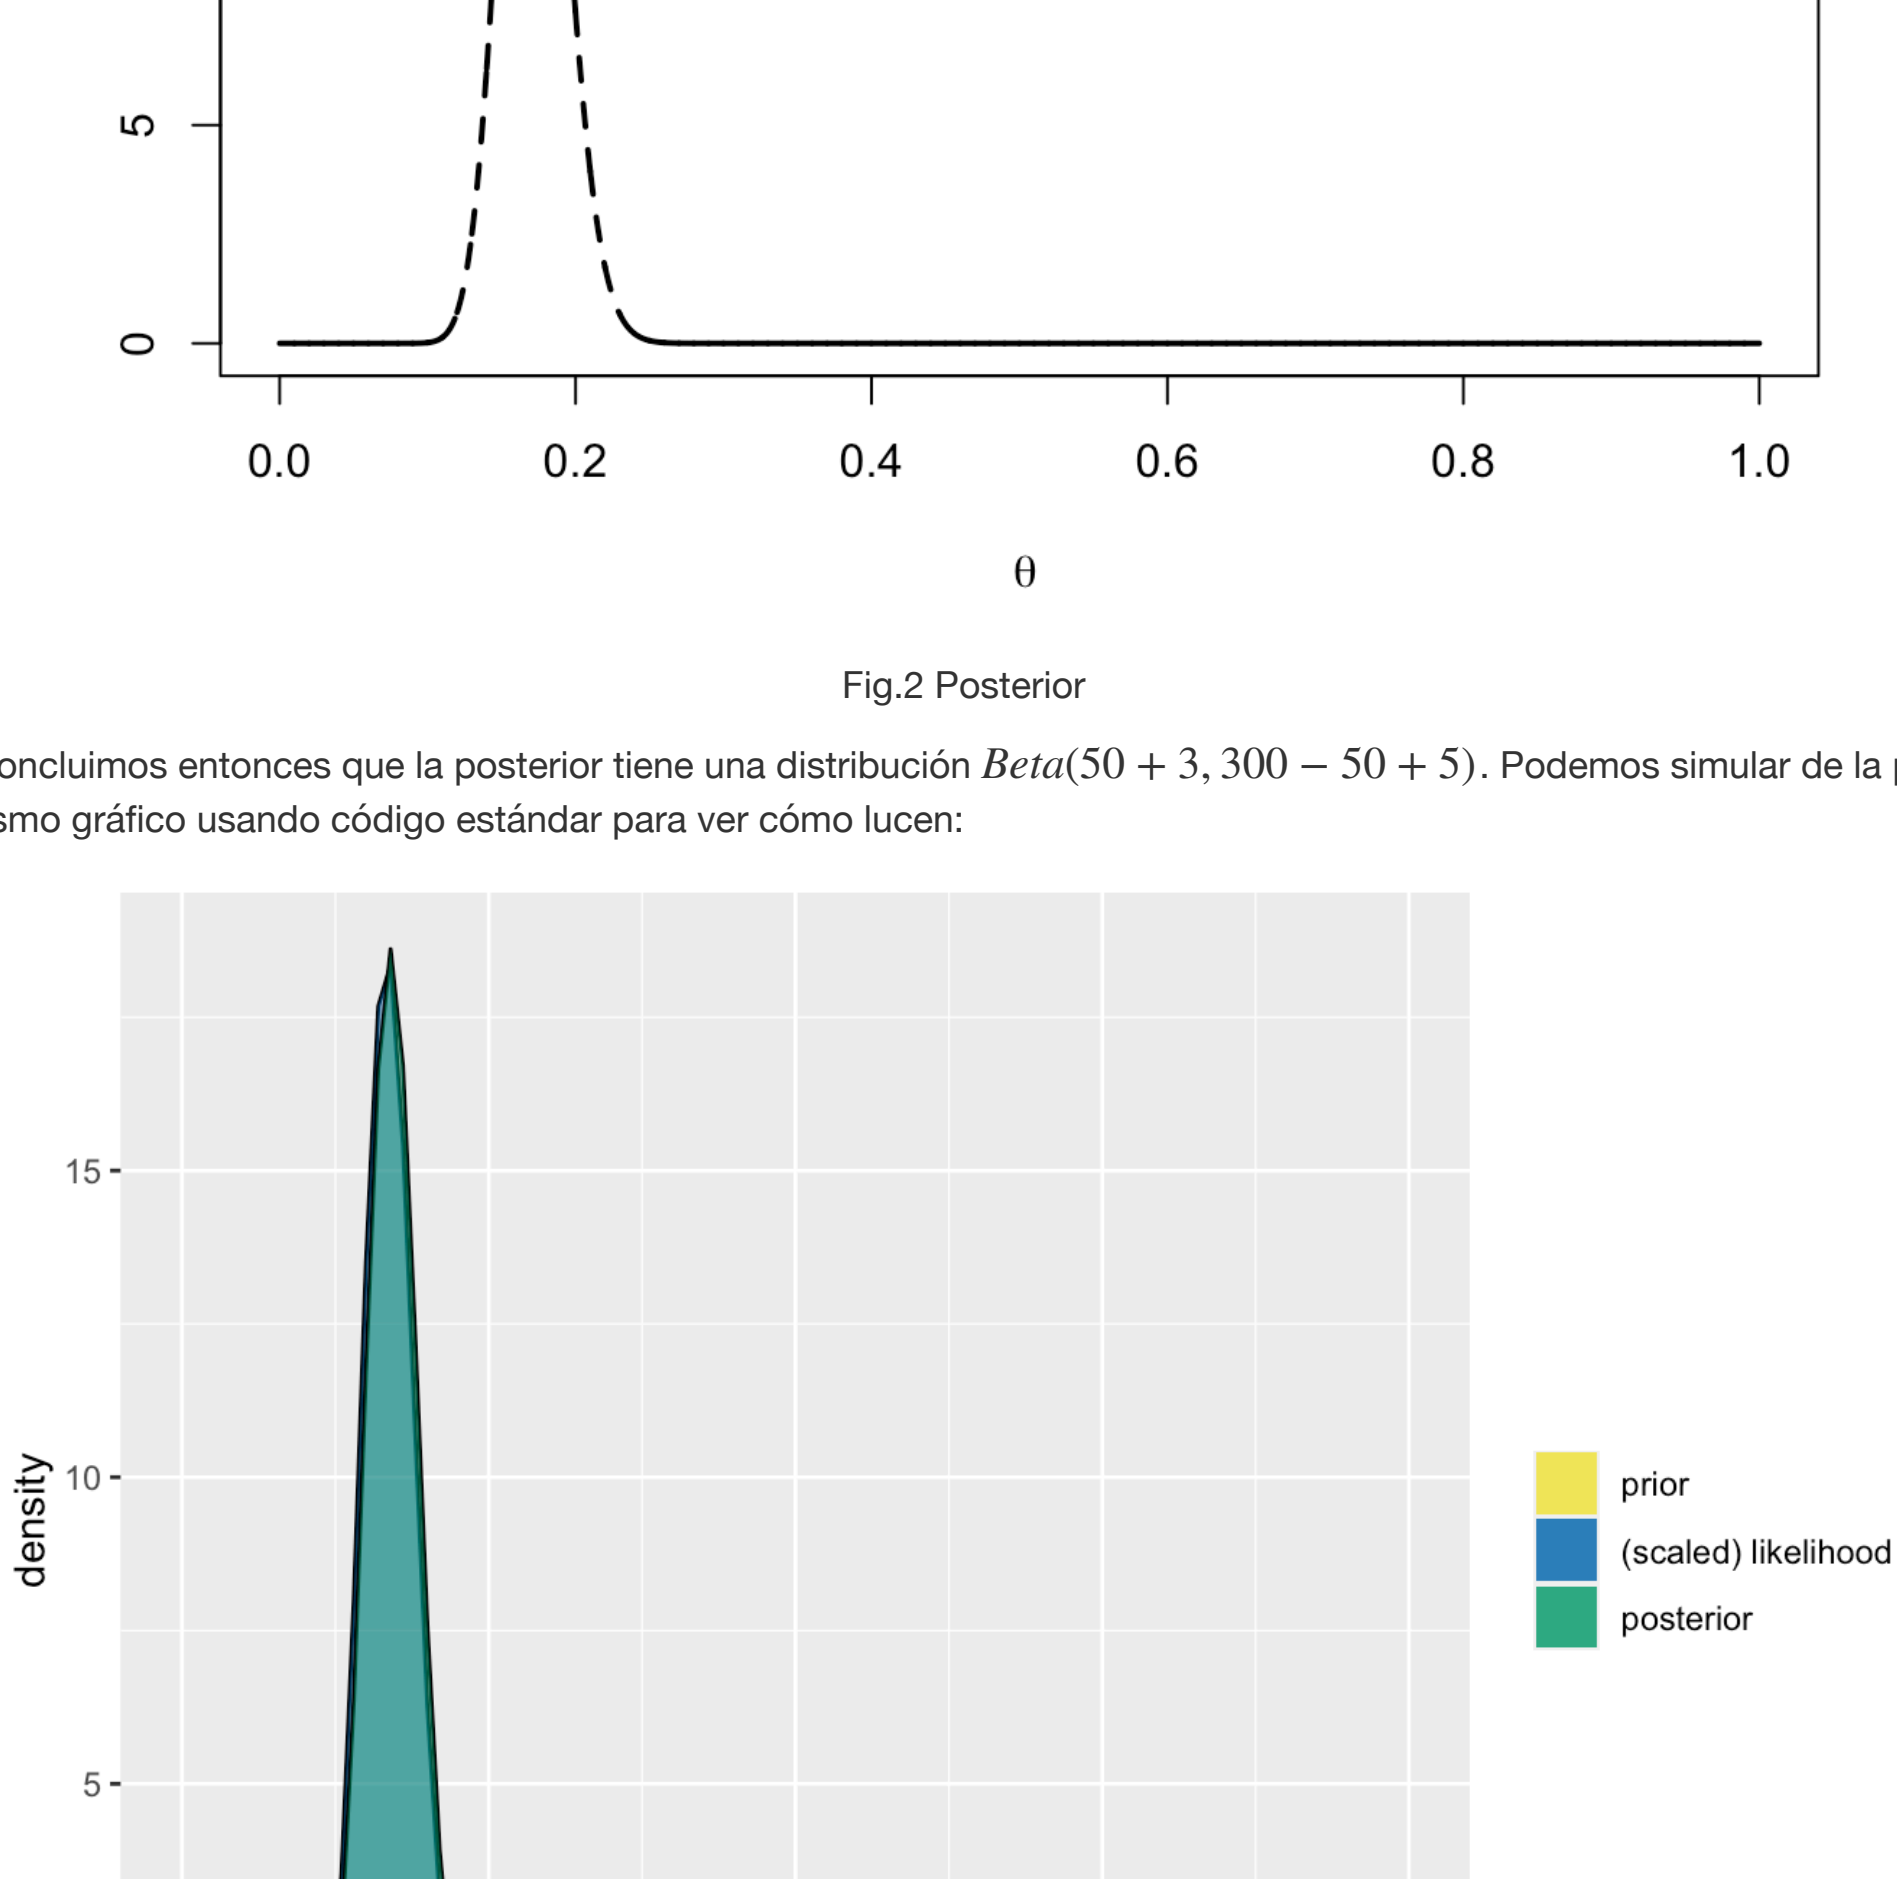 5
0
0.0 0.2 0.4 0.6 0.8 1.0
θ
Fig.2 Posterior
oncluimos entonces que la posterior tiene una distribución Beta(50 + 3, 300 − 50 + 5). Podemos simular de la
smo gráfico usando código estándar para ver cómo lucen:
15
10
5
density
prior
(scaled) likelihood
posterior